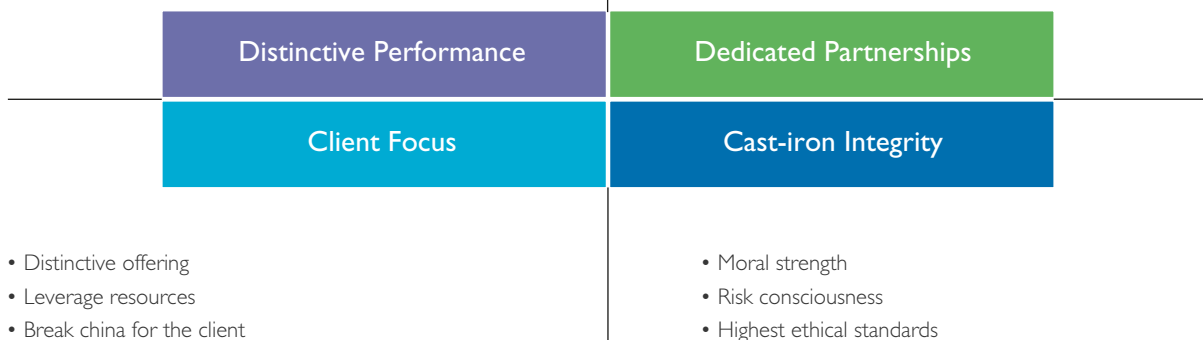 Distinctive Performance
Dedicated Partnerships
Client Focus
Cast-iron Integrity
• Distinctive offering
• Leverage resources
• Break china for the client
• Moral strength
• Risk consciousness
• Highest ethical standards